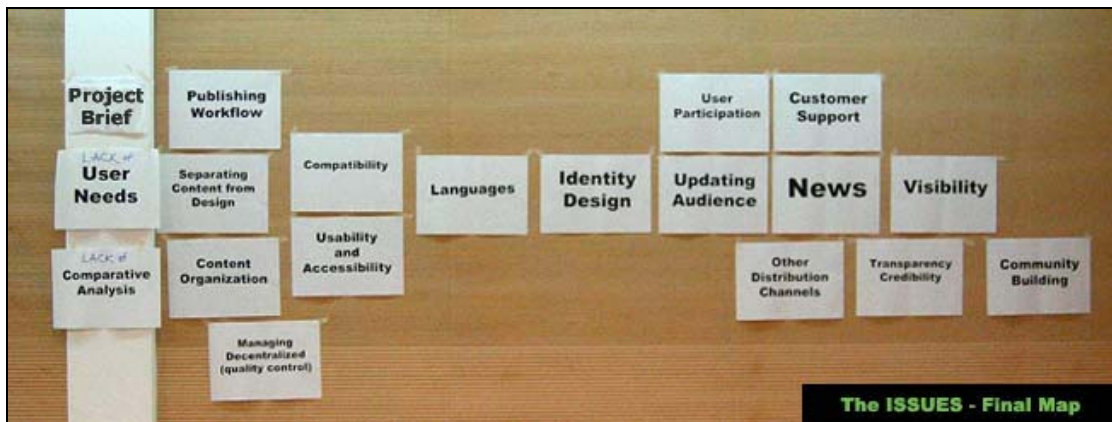 Project
Brief
LACK of
User
Needs
LACK of
Comparative
Analysis
Publishing
Workflow
Separating
Content from
Design
Content
Organization
Managing
Decentralized
(quality control)
Compatibility
Usability
and
Accessibility
Languages
Identity
Design
User
Participation
Updating
Audience
Customer
Support
News
Visibility
Other
Distribution
Channels
Transparency
Credibility
Community
Building
The ISSUES - Final Map